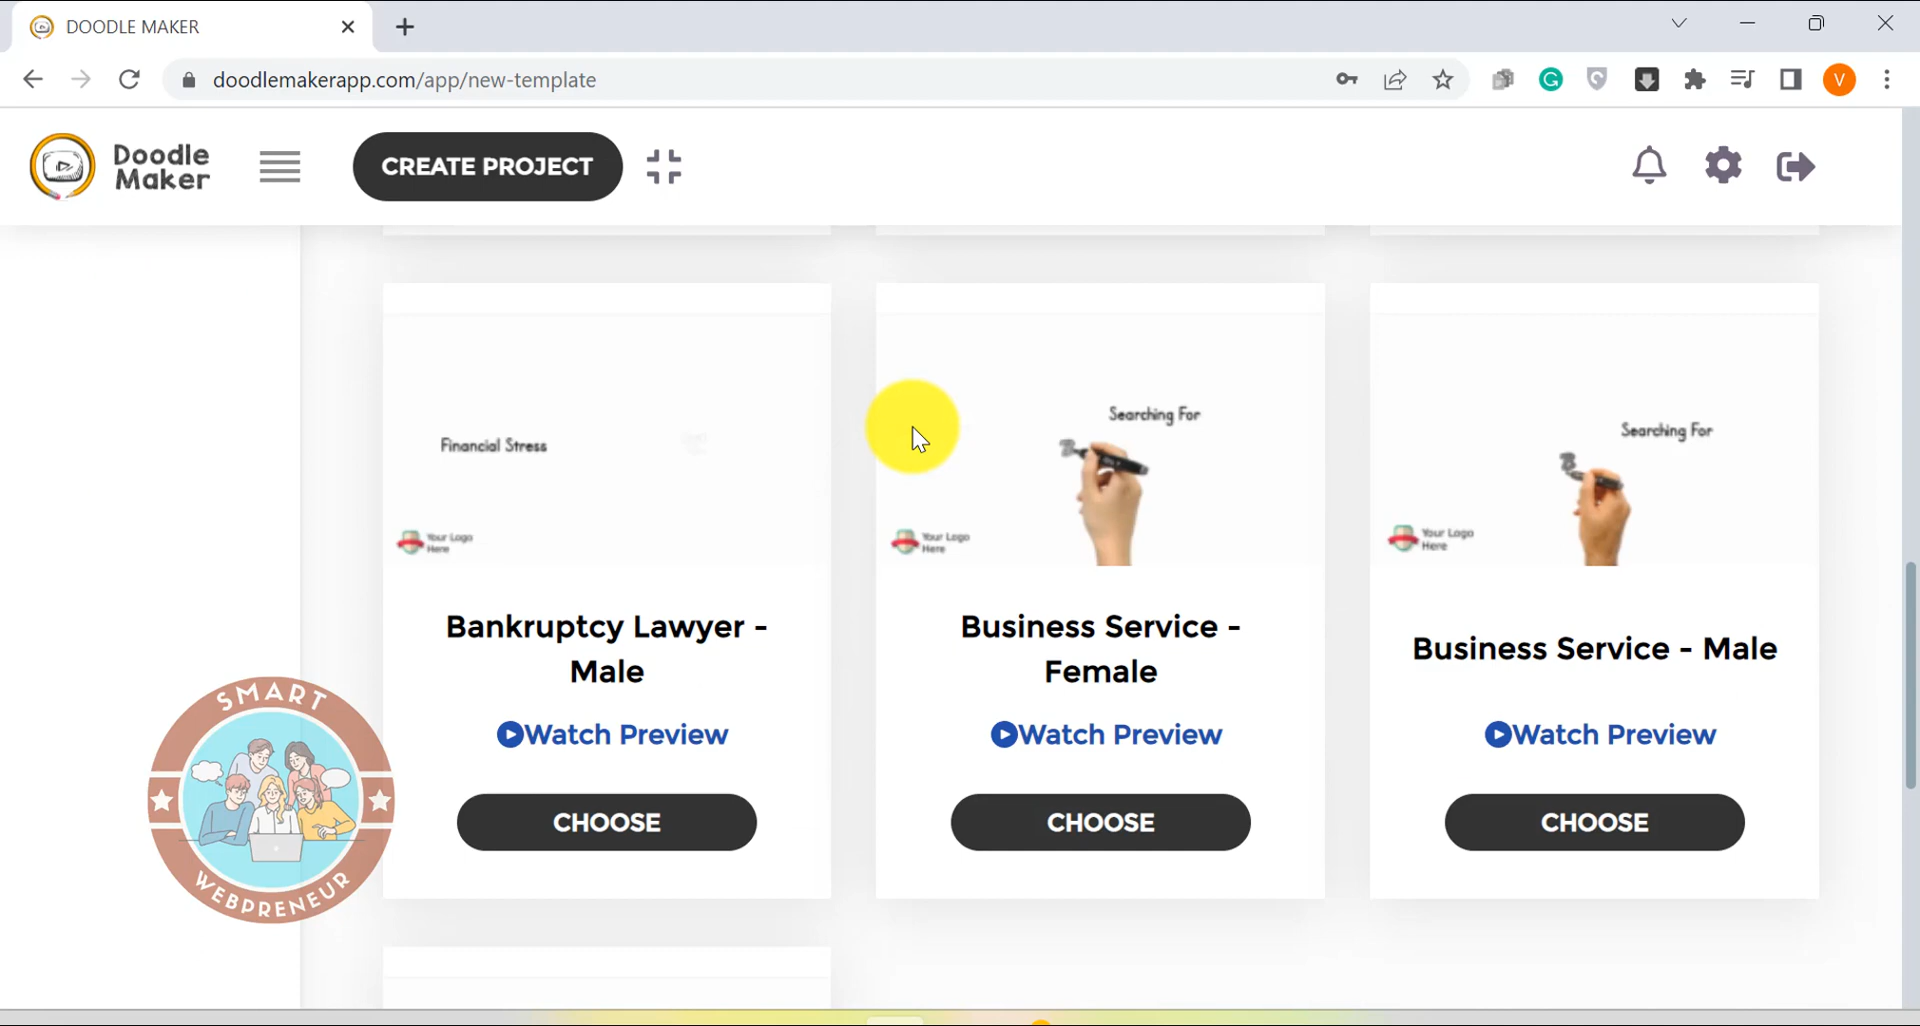 DOODLE MAKER
doodlemakerapp.com/app/new-template
V
Doodle
Maker
CREATE PROJECT
Financial Stress
Your Logo
Here
Searching For
Your Logo
Here
Searching For
Your Logo
Here
Bankruptcy Lawyer -
Male
Business Service -
Female
Business Service - Male
Watch Preview
Watch Preview
Watch Preview
CHOOSE
CHOOSE
CHOOSE
SMART
WEBPRENEUR